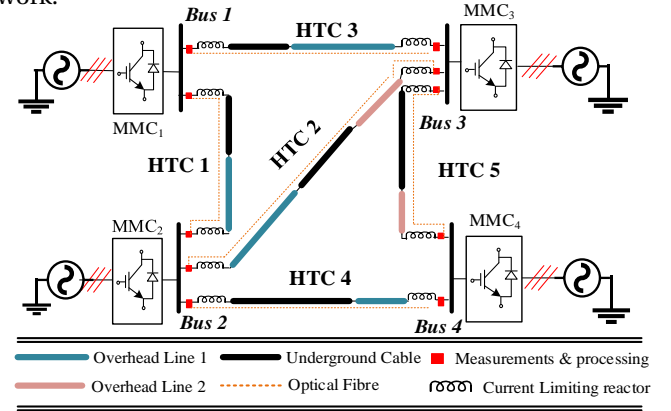 work.
Bus 1
HTC 3
MMC3
MMC1
Bus 3
HTC 2
HTC 1
HTC 5
MMC2
MMC4
HTC 4
Bus 2
Bus 4
Overhead Line 1
Underground Cable
Measurements & processing
Overhead Line 2
Optical Fibre
Current Limiting reactor